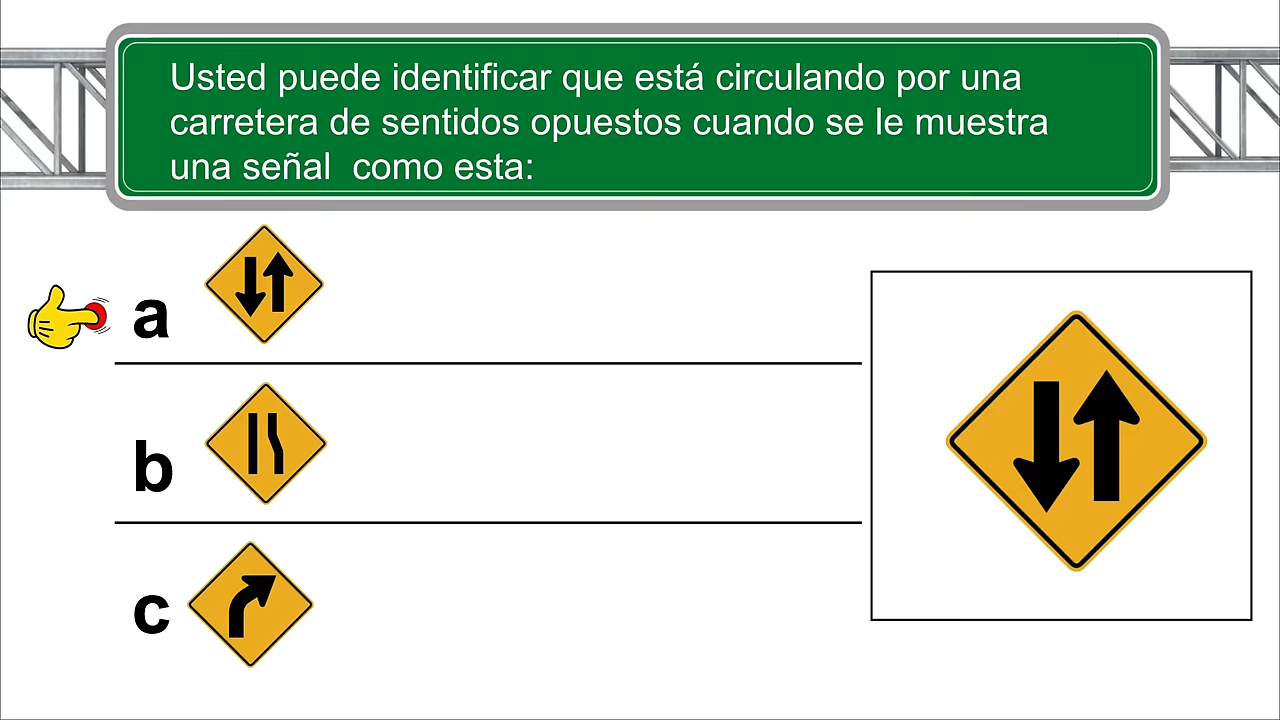 Usted puede identificar que está circulando por una
carretera de sentidos opuestos cuando se le muestra
una señal  como esta:
a
b
c